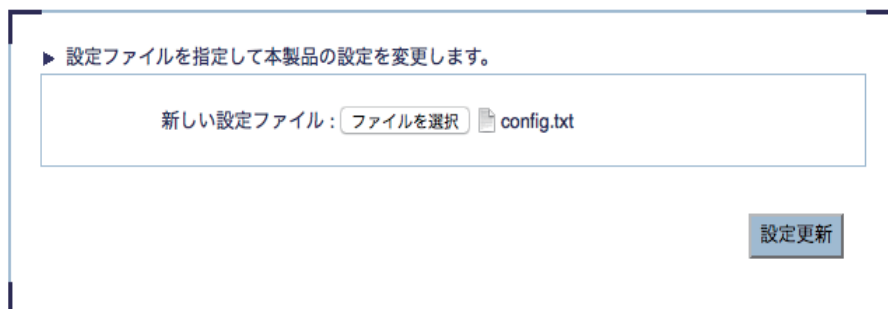 設定ファイルを指定して本製品の設定を変更します。
新しい設定ファイル : ファイルを選択 config.txt
設定更新